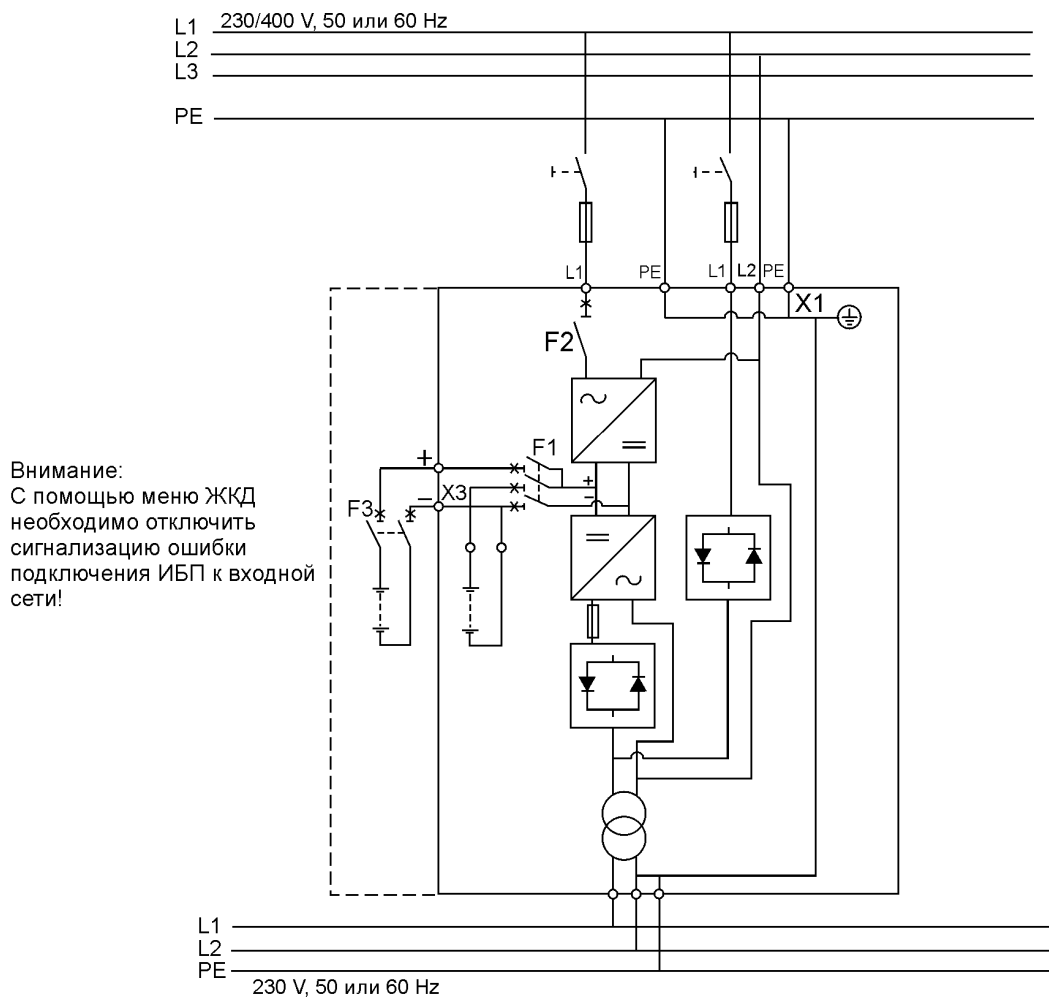 L1 230/400 V, 50 или 60 Hz
L2
L3
PE
L1 PE L1 L2 PE
X1
F2
F1
+ X3 +
− −
F3
Внимание:
С помощью меню ЖКД
необходимо отключить
сигнализацию ошибки
подключения ИБП к входной
сети!
L1
L2
PE
230 V, 50 или 60 Hz